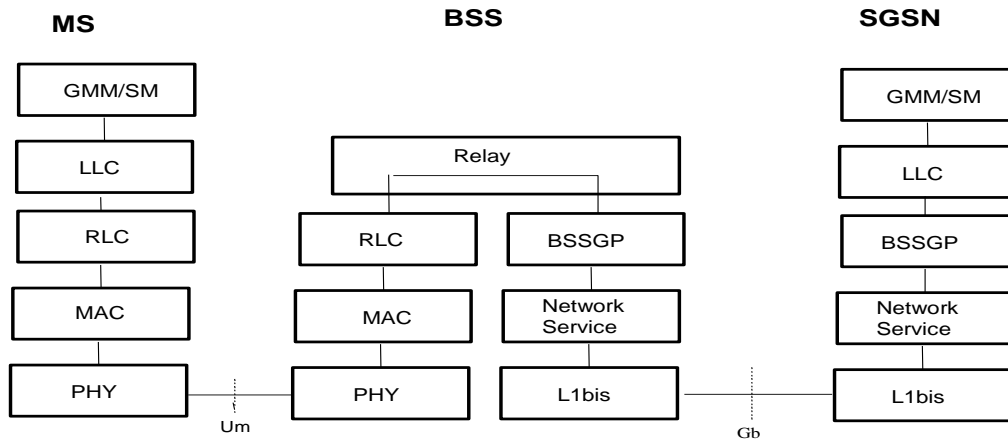 MS
BSS
SGSN
GMM/SM
LLC
RLC
MAC
PHY
Um
Relay
RLC
MAC
PHY
BSSGP
Network
Service
L1bis
Gb
GMM/SM
LLC
BSSGP
Network
Service
L1bis